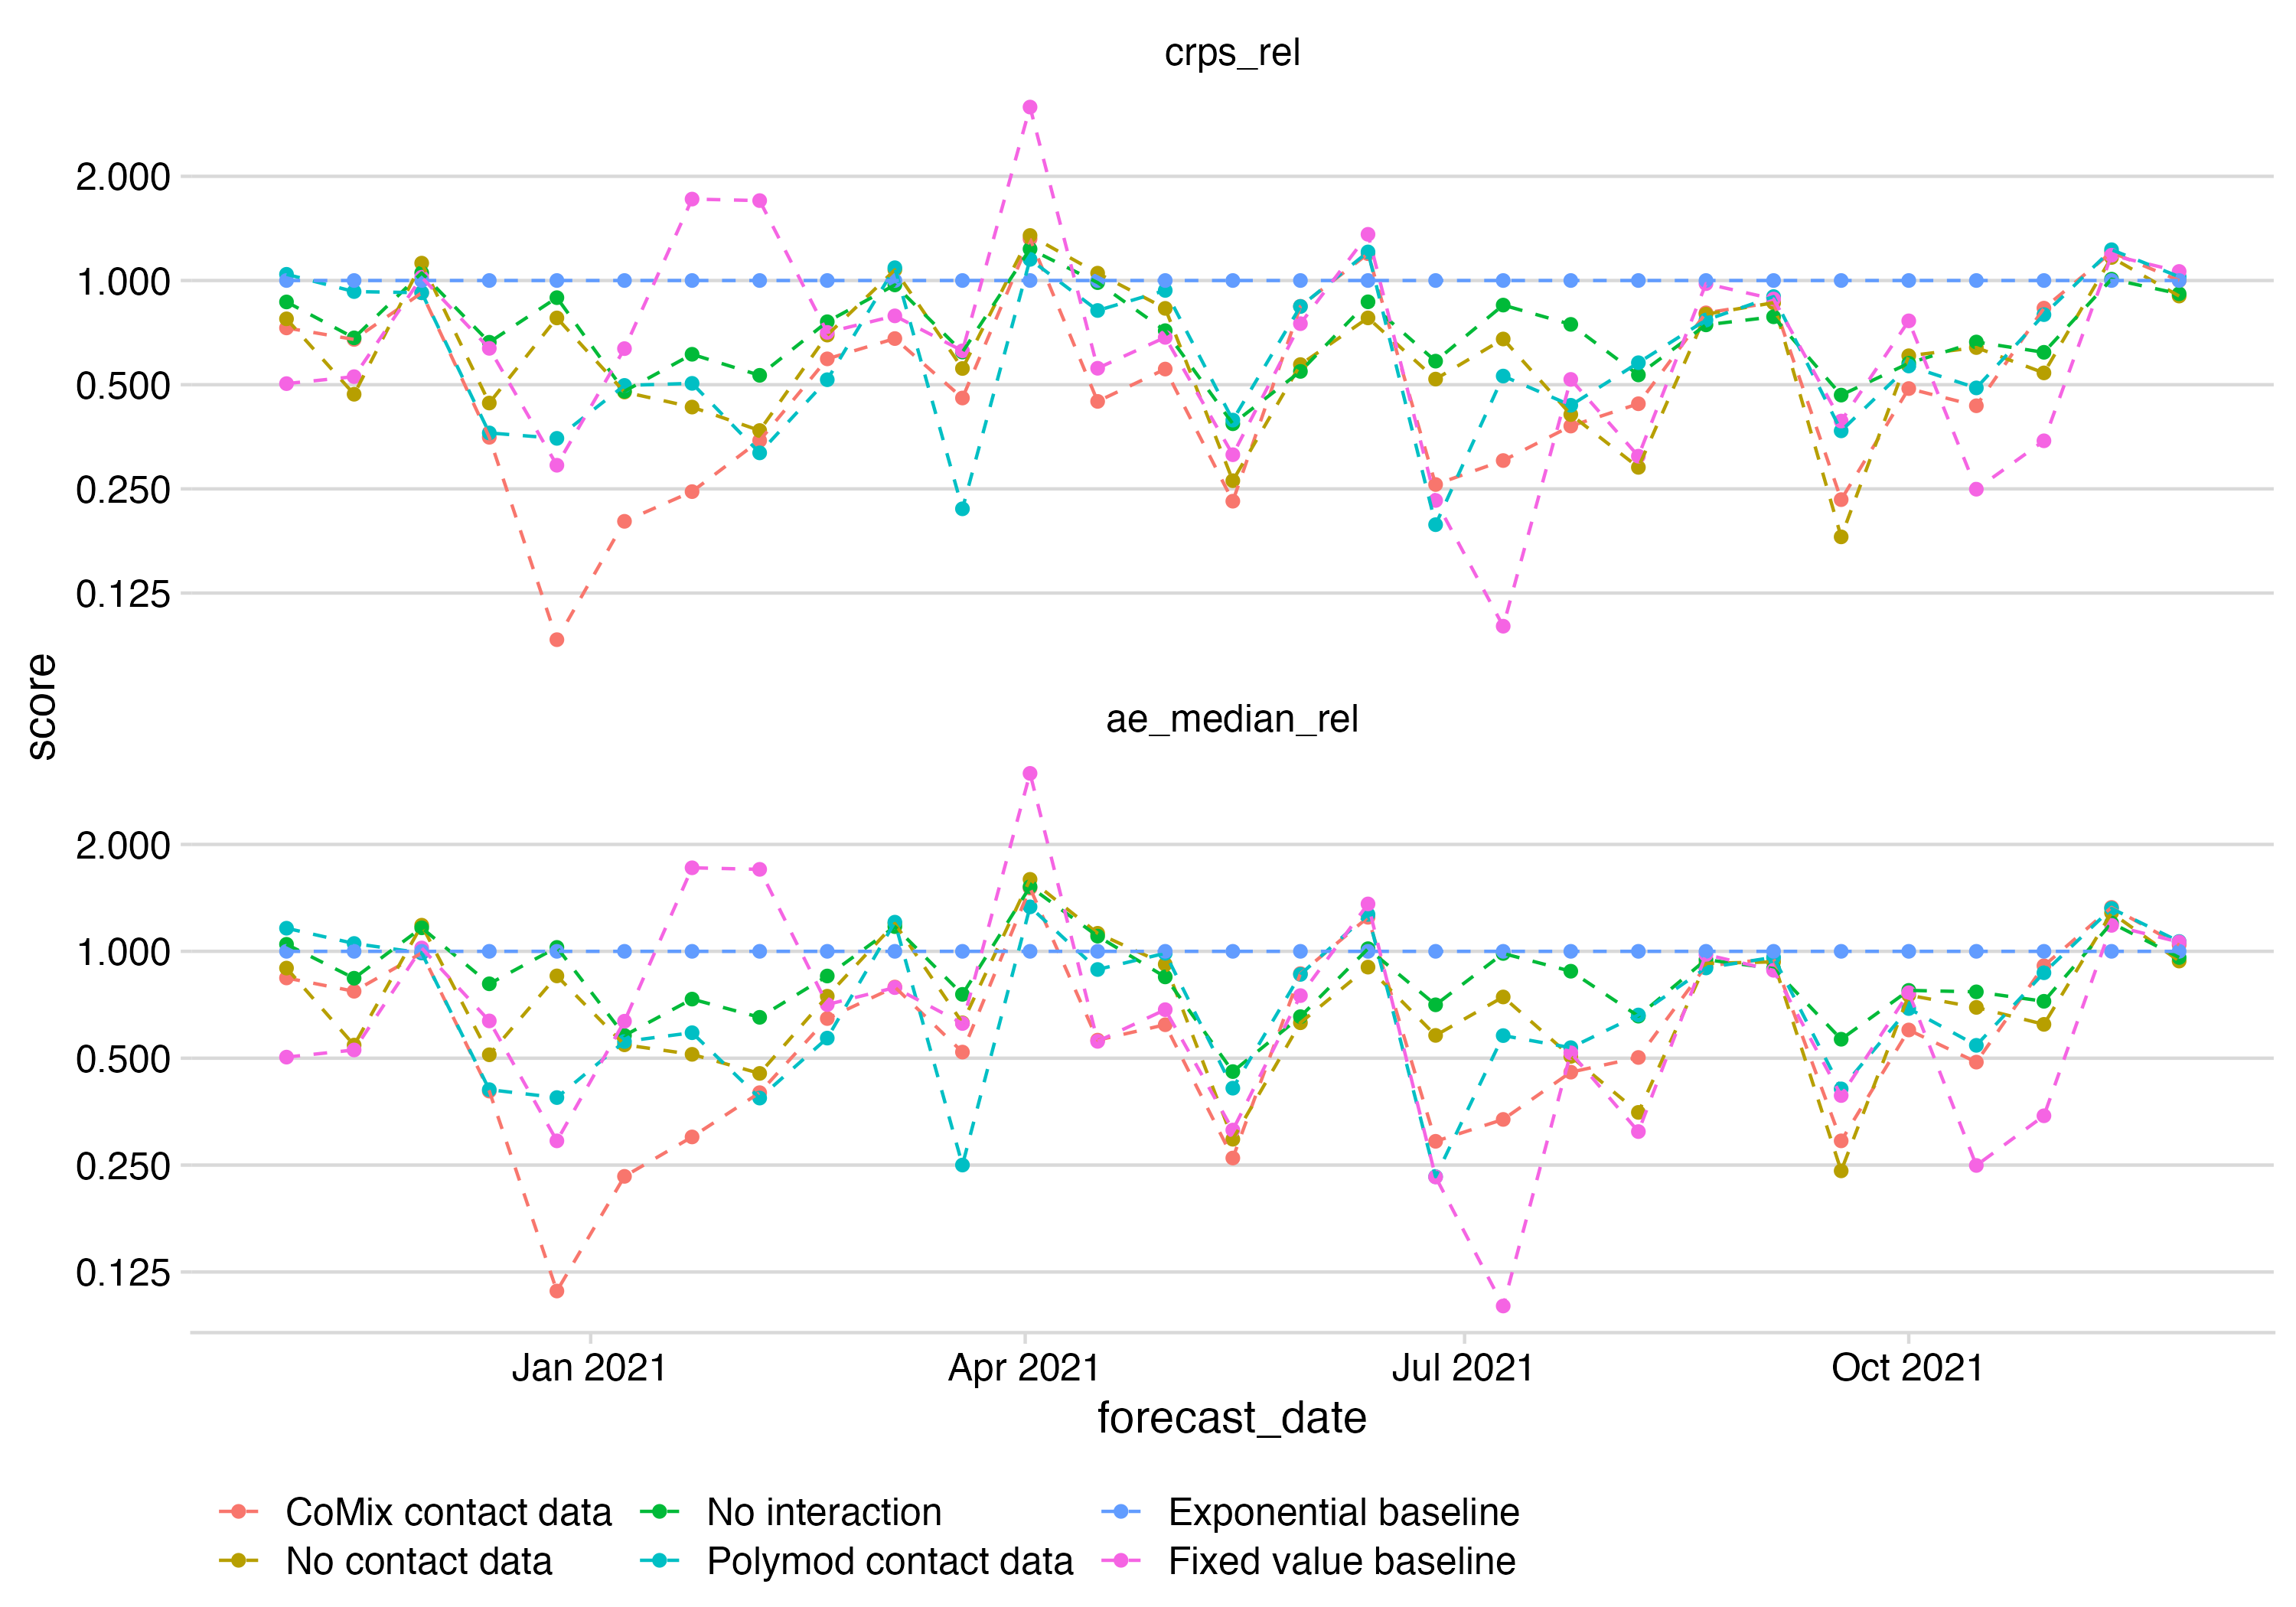 crps_rel
2.000
1.000
0.500
0.250
0.125
score
ae_median_rel
2.000
1.000
0.500
0.250
0.125
Jan 2021 Apr 2021 Jul 2021 Oct 2021
forecast_date
CoMix contact data No interaction Exponential baseline
No contact data Polymod contact data Fixed value baseline